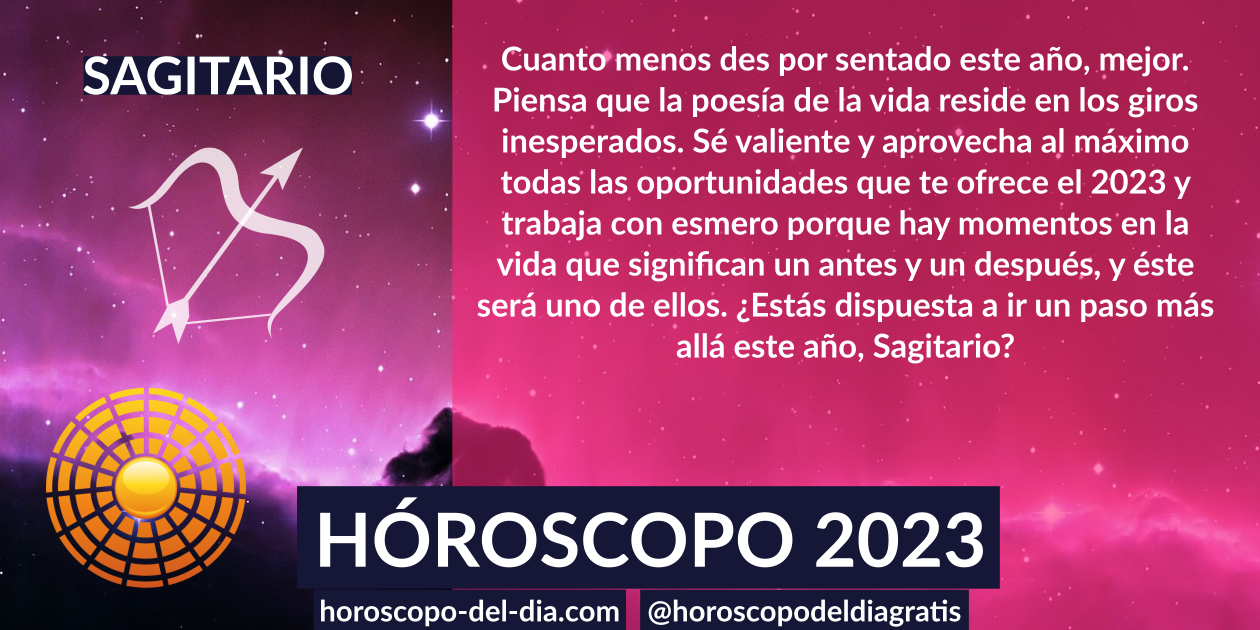 SAGITARIO
Cuanto menos des por sentado este año, mejor.
Piensa que la poesía de la vida reside en los giros
inesperados. Sé valiente y aprovecha al máximo
todas las oportunidades que te ofrece el 2023 y
trabaja con esmero porque hay momentos en la
vida que significan un antes y un después, y éste
será uno de ellos. ¿Estás dispuesta a ir un paso más
allá este año, Sagitario?
HÓROSCOPO 2023
horoscopo-del-dia.com @horoscopodeldiagratis